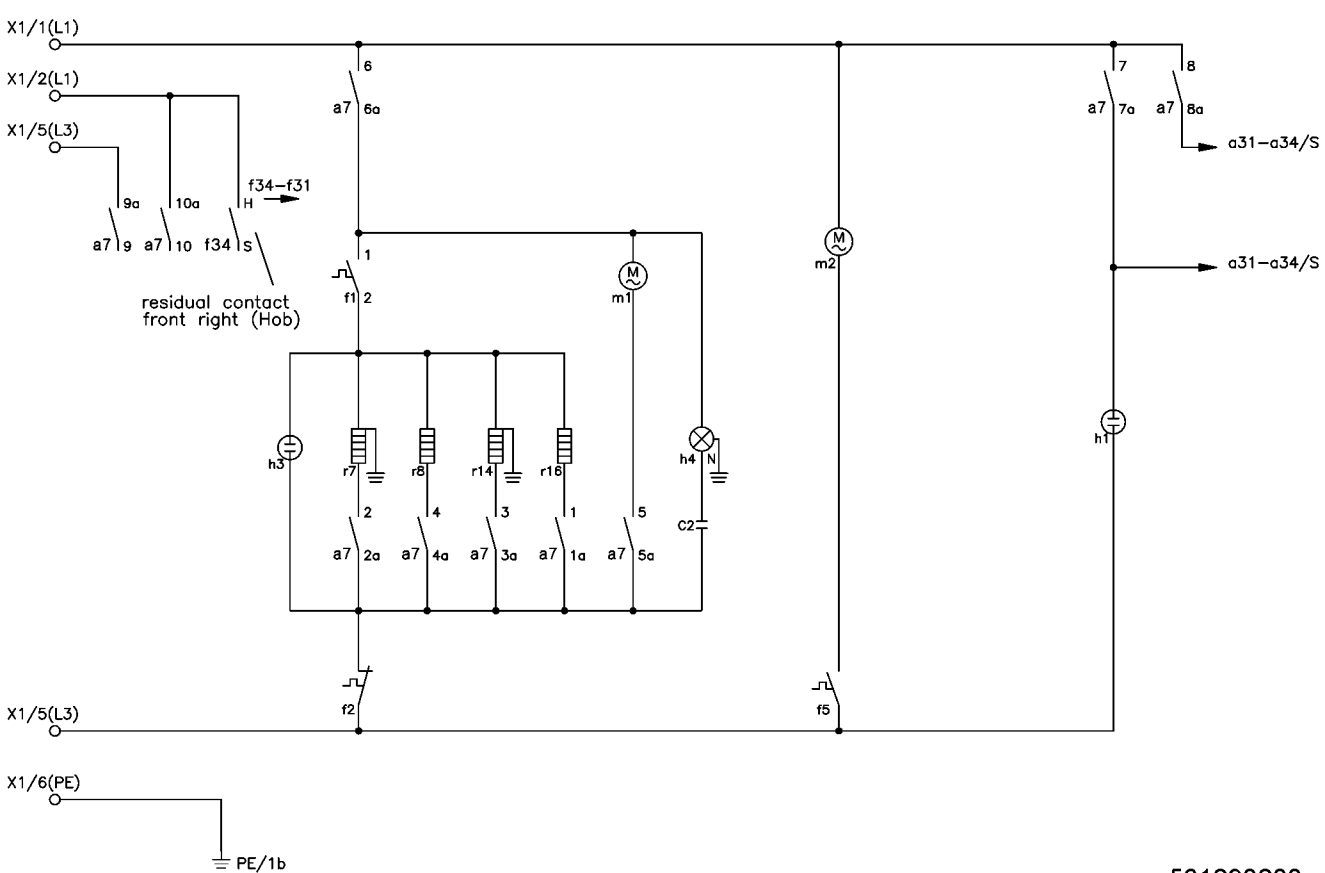 X1/1(L1)
6
7
8
X1/2(L1)
a7
6a
a7
7a
a7
8a
X1/5(L3)
a31-a34/S
f34-f31
9a
10a
H
a7
9
a7
10
f34
S
M
m2
1
a31-a34/S
M
residual contact
front right (Hob)
f1
2
m1
h3
r7
r8
r14
r16
h4
N
h1
2
4
3
1
5
C2
a7
2a
a7
4a
a7
3a
a7
1a
a7
5a
f2
f5
X1/5(L3)
X1/6(PE)
PE/1b